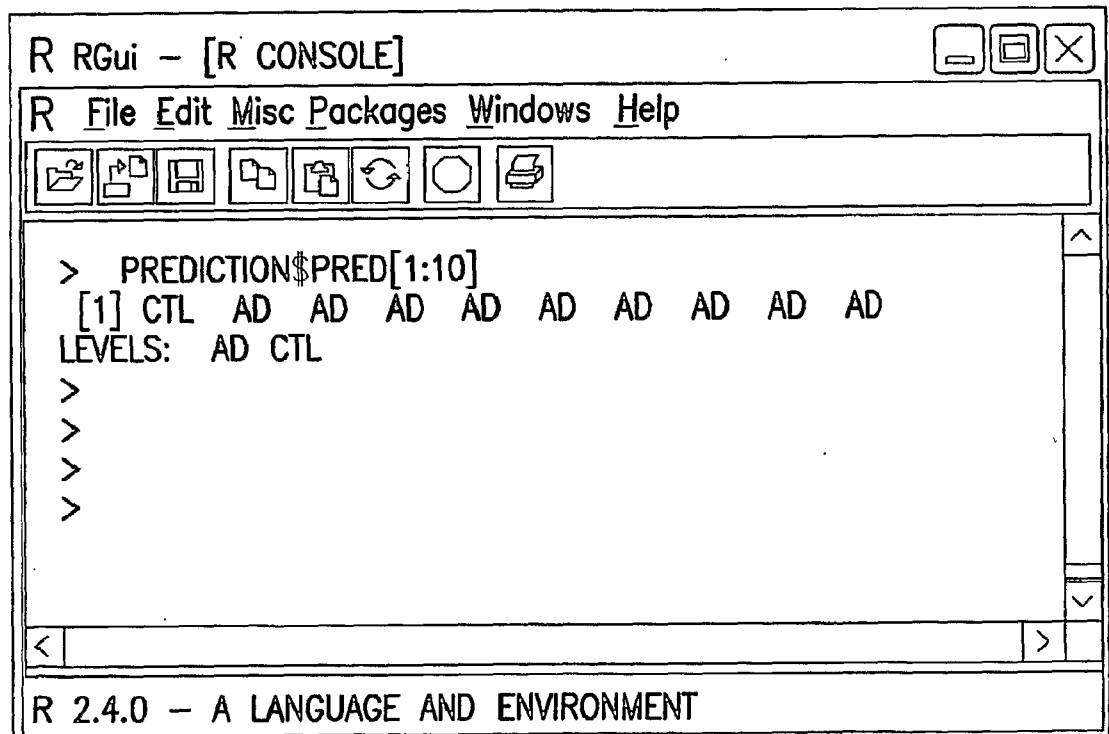 R RGui – [R CONSOLE]
R File Edit Misc Packages Windows Help
> PREDICTION$PRED[1:10]
[1] CTL AD AD AD AD AD AD AD AD AD
LEVELS: AD CTL
>
>
>
>
R 2.4.0 – A LANGUAGE AND ENVIRONMENT